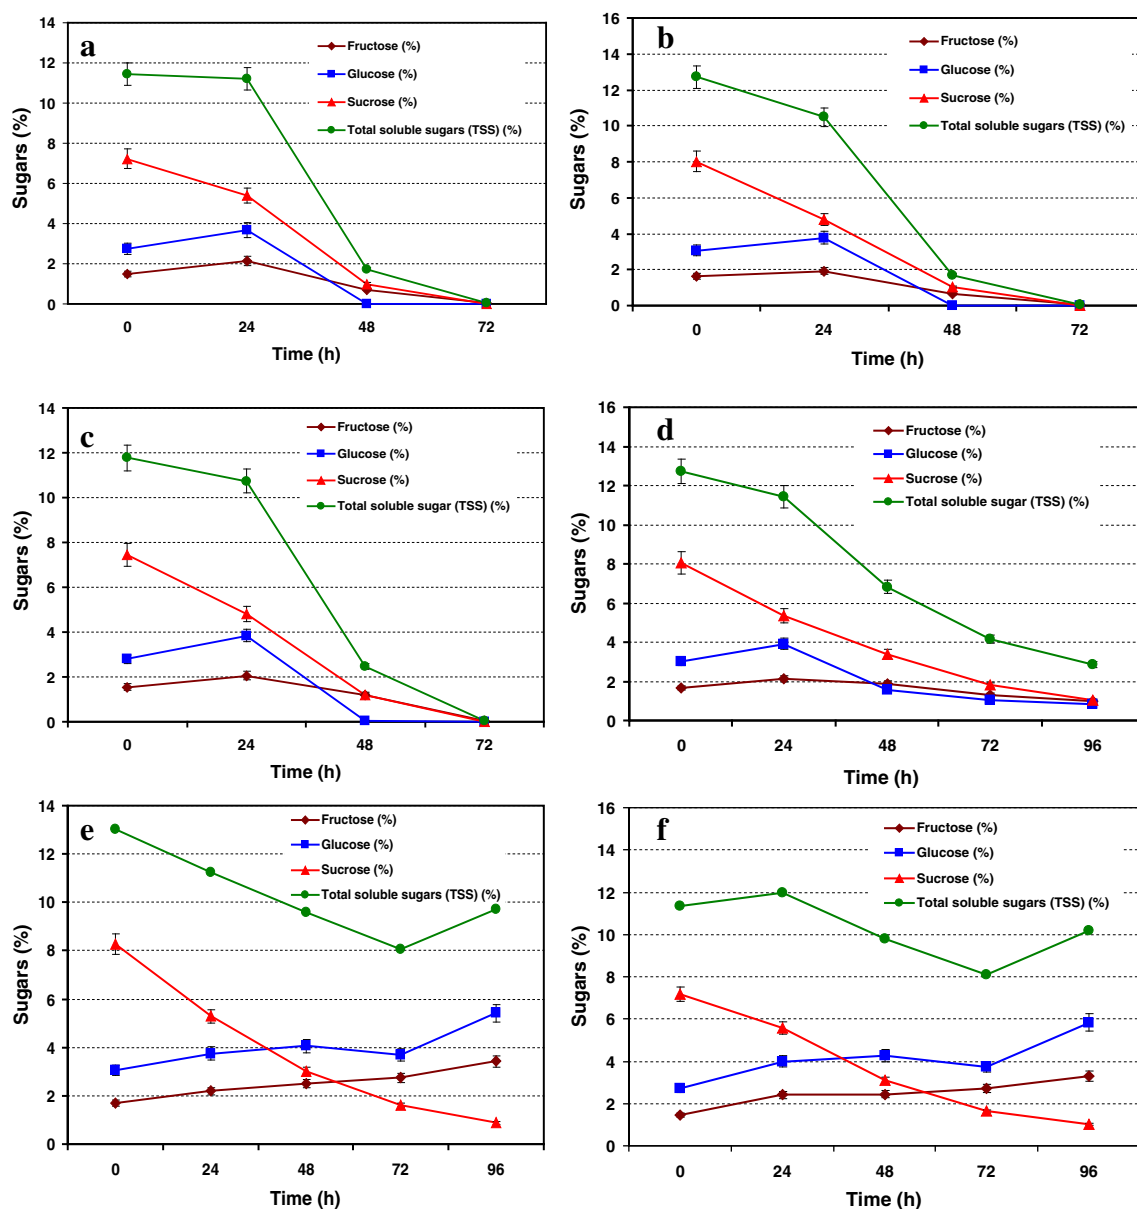 a
Sugars (%)
14
12
10
8
6
4
2
0
Fructose (%)
Glucose (%)
Sucrose (%)
Total soluble sugars (TSS) (%)
0 24 48 72
Time (h)
b
Sugars (%)
16
14
12
10
8
6
4
2
0
Fructose (%)
Glucose (%)
Sucrose (%)
Total soluble sugars (TSS) (%)
0 24 48 72
Time (h)
c
Sugars (%)
14
12
10
8
6
4
2
0
Fructose (%)
Glucose (%)
Sucrose (%)
Total soluble sugar (TSS) (%)
0 24 48 72
Time (h)
d
Sugars (%)
16
14
12
10
8
6
4
2
0
Fructose (%)
Glucose (%)
Sucrose (%)
Total soluble sugar (TSS) (%)
0 24 48 72 96
Time (h)
e
Sugars (%)
14
12
10
8
6
4
2
0
Fructose (%)
Glucose (%)
Sucrose (%)
Total soluble sugars (TSS) (%)
0 24 48 72 96
Time (h)
f
Sugars (%)
16
14
12
10
8
6
4
2
0
Fructose (%)
Glucose (%)
Sucrose (%)
Total soluble sugars (TSS) (%)
0 24 48 72 96
Time (h)